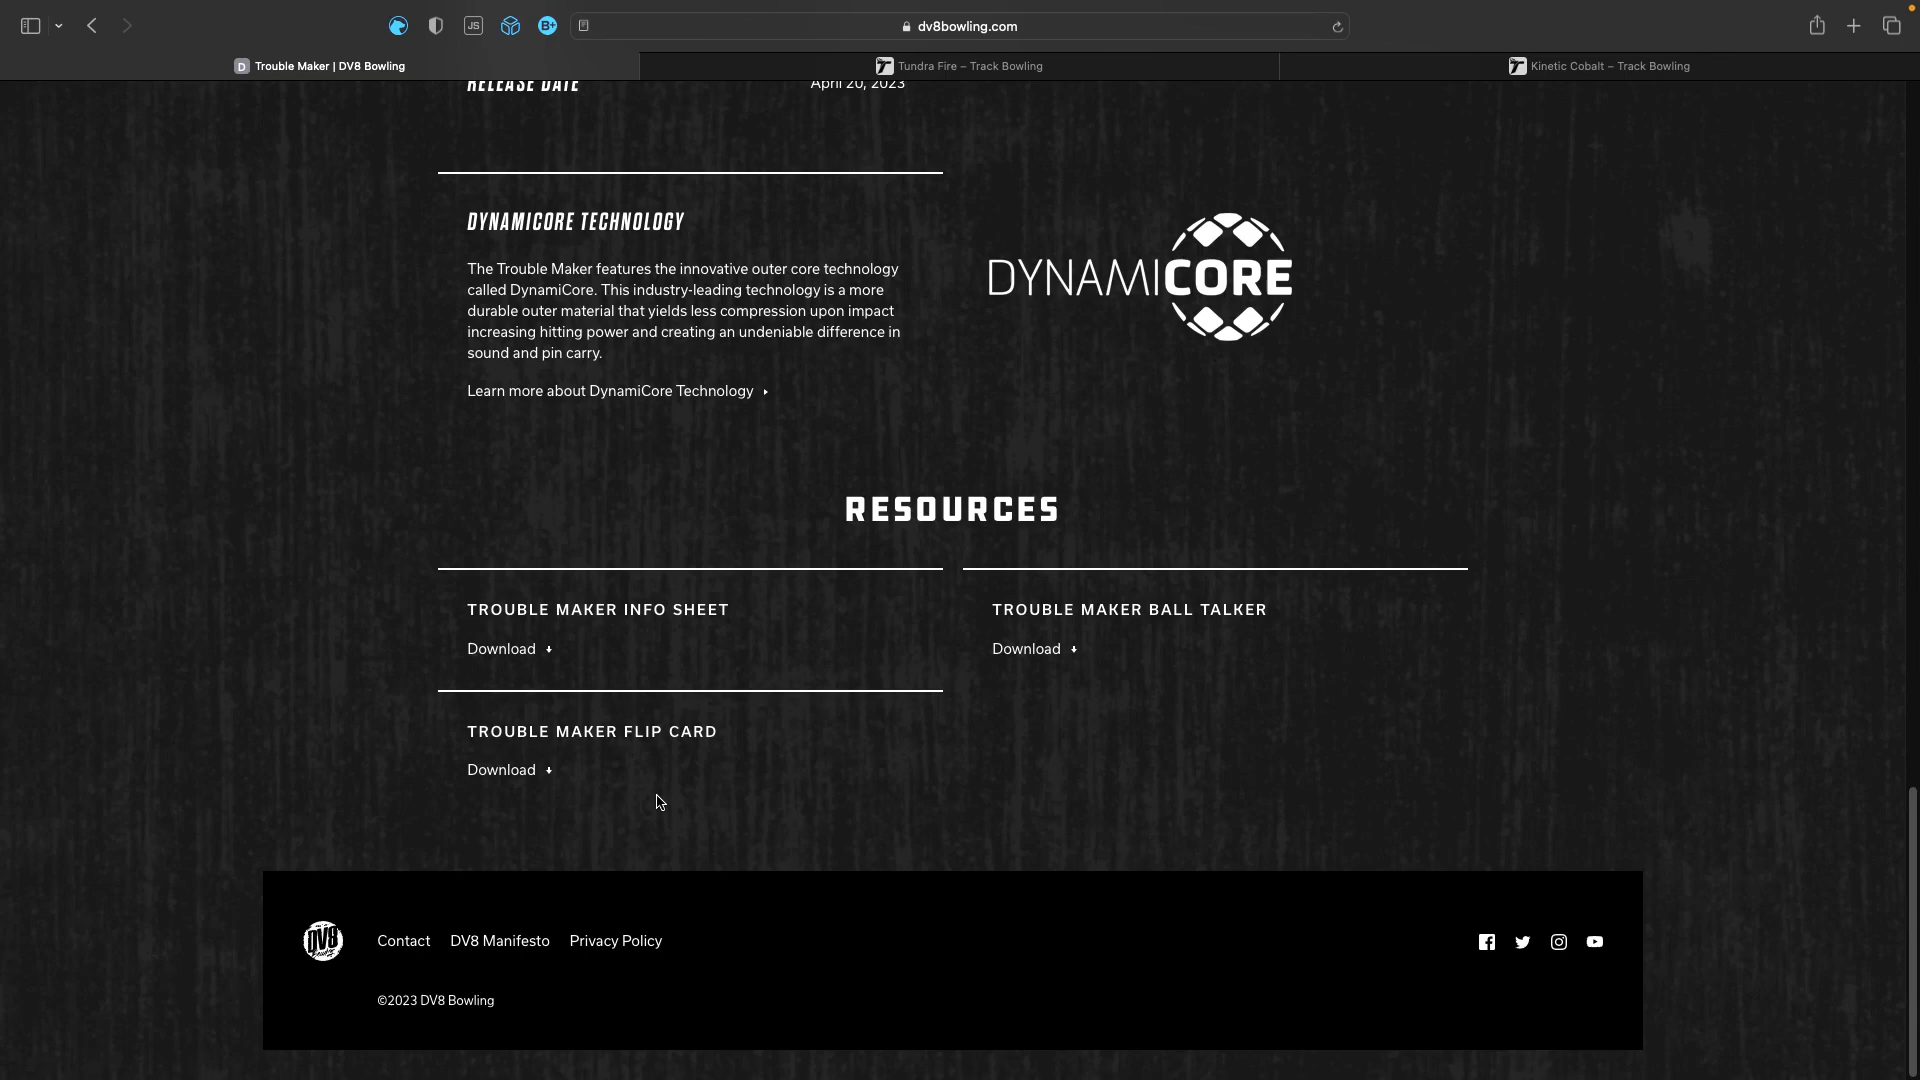 JS
B+
dv8bowling.com
D Trouble Maker | DV8 Bowling
Tundra Fire – Track Bowling
Kinetic Cobalt – Track Bowling
RELEASE DATE
April 20, 2023
DYNAMICORE TECHNOLOGY
The Trouble Maker features the innovative outer core technology
called DynamiCore. This industry-leading technology is a more
durable outer material that yields less compression upon impact
increasing hitting power and creating an undeniable difference in
sound and pin carry.
Learn more about DynamiCore Technology
DYNAMICORE
RESOURCES
TROUBLE MAKER INFO SHEET
Download
TROUBLE MAKER BALL TALKER
Download
TROUBLE MAKER FLIP CARD
Download
DV8
Contact DV8 Manifesto Privacy Policy
©2023 DV8 Bowling